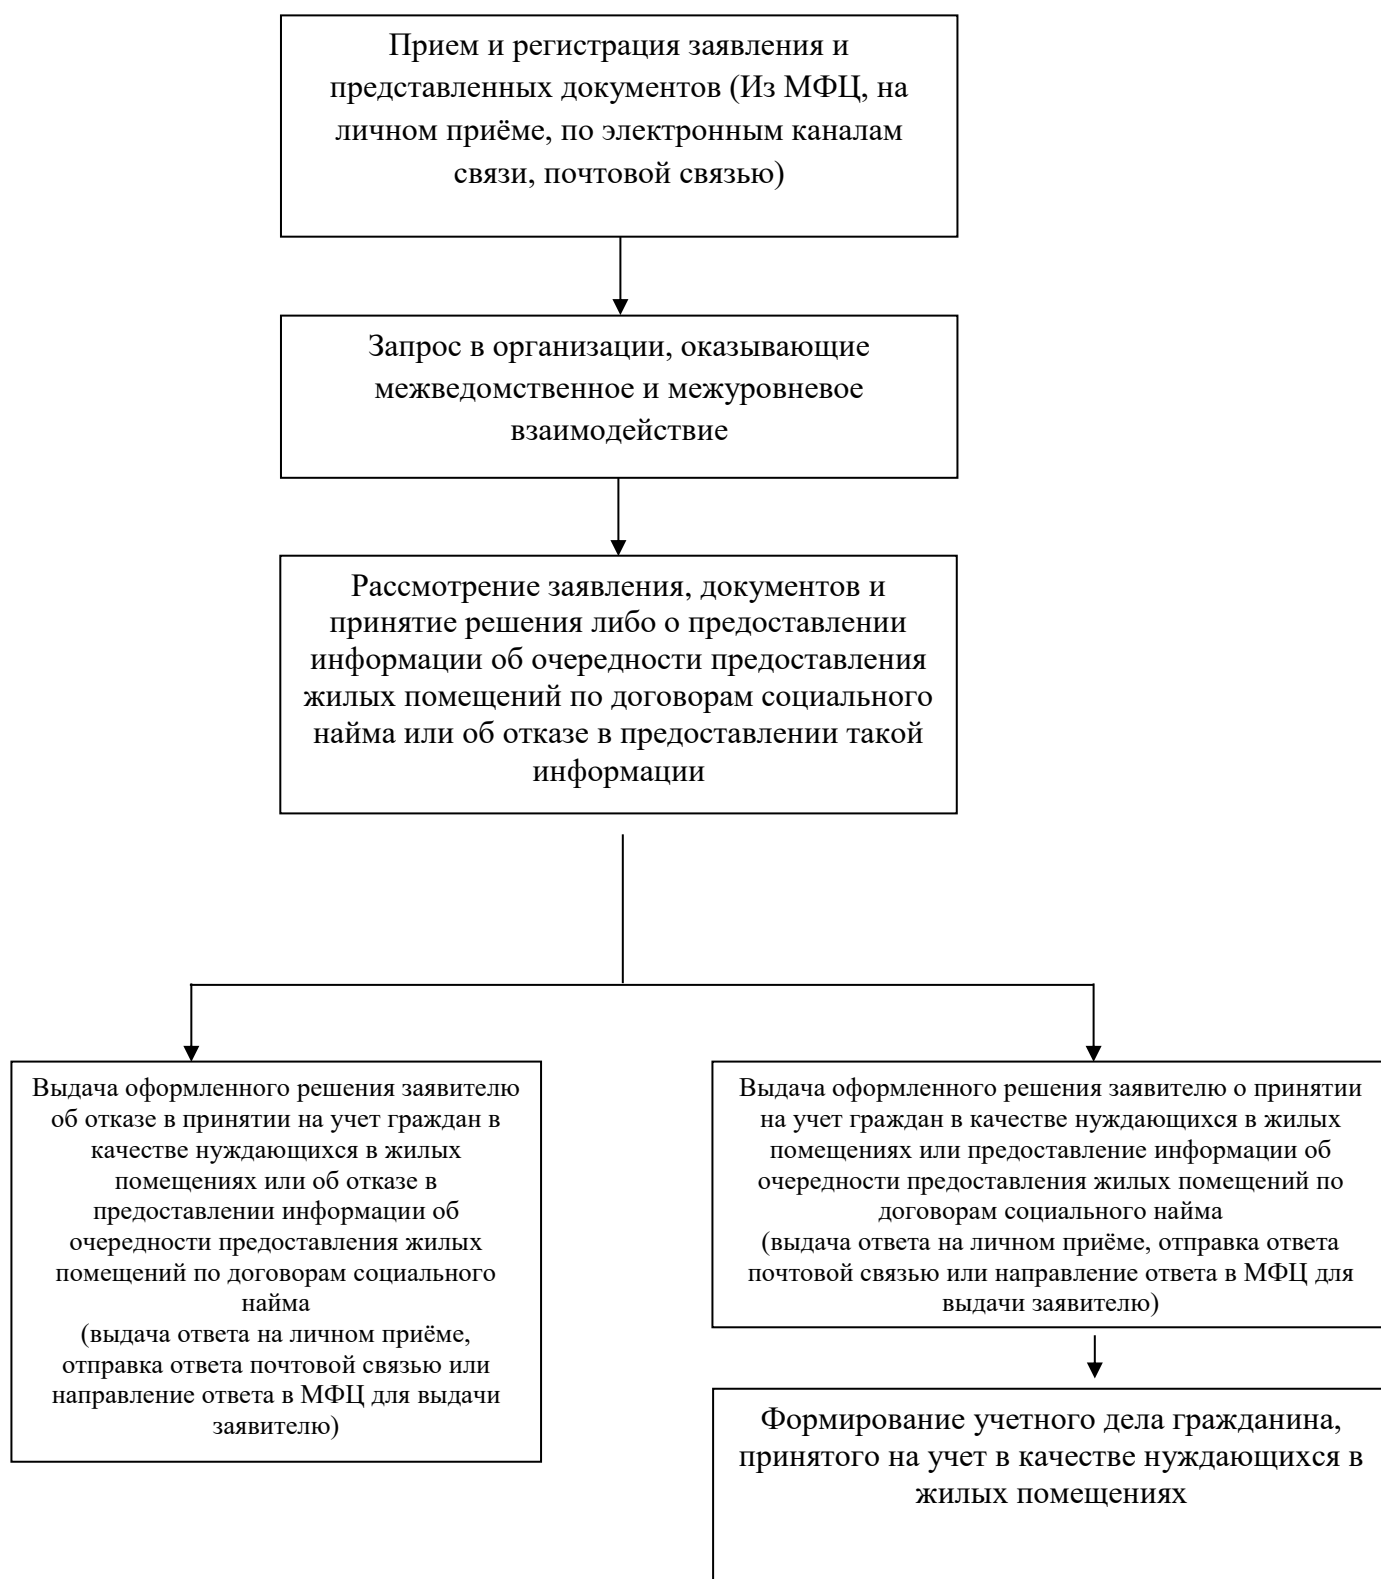 Прием и регистрация заявления и
представленных документов (Из МФЦ, на
личном приёме, по электронным каналам
связи, почтовой связью)
Запрос в организации, оказывающие
межведомственное и межуровневое
взаимодействие
Рассмотрение заявления, документов и
принятие решения либо о предоставлении
информации об очередности предоставления
жилых помещений по договорам социального
найма или об отказе в предоставлении такой
информации
Выдача оформленного решения заявителю
об отказе в принятии на учет граждан в
качестве нуждающихся в жилых
помещениях или об отказе в
предоставлении информации об
очередности предоставления жилых
помещений по договорам социального
найма
(выдача ответа на личном приёме,
отправка ответа почтовой связью или
направление ответа в МФЦ для выдачи
заявителю)
Выдача оформленного решения заявителю о принятии
на учет граждан в качестве нуждающихся в жилых
помещениях или предоставление информации об
очередности предоставления жилых помещений по
договорам социального найма
(выдача ответа на личном приёме, отправка ответа
почтовой связью или направление ответа в МФЦ для
выдачи заявителю)
Формирование учетного дела гражданина,
принятого на учет в качестве нуждающихся в
жилых помещениях